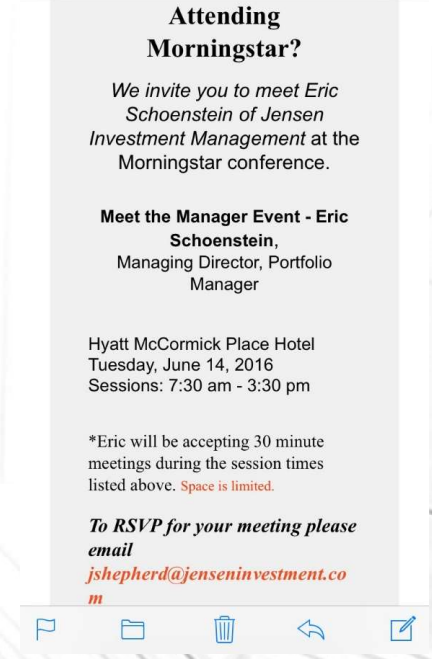 Attending
Morningstar?
We invite you to meet Eric
Schoenstein of Jensen
Investment Management at the
Morningstar conference.
Meet the Manager Event - Eric
Schoenstein,
Managing Director, Portfolio
Manager
Hyatt McCormick Place Hotel
Tuesday, June 14, 2016
Sessions: 7:30 am - 3:30 pm
*Eric will be accepting 30 minute
meetings during the session times
listed above. Space is limited.
To RSVP for your meeting please
email
jshepherd@jenseninvestment.co
m